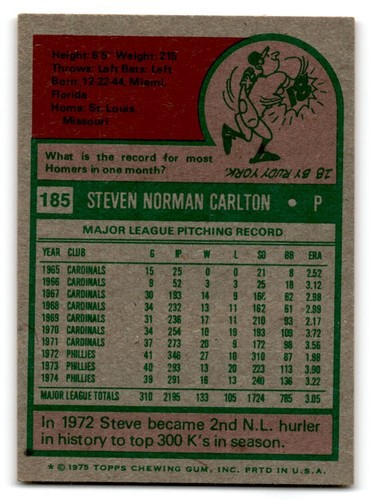 Height: 6'5 Weight: 215
Throws: Left Bats: Left
Born: 12-22-44 Miami,
Florida
Home: St. Louis,
Missouri
18 BY RUDY YORK
What is the record for most
Homers in one month?
185 STEVEN NORMAN CARLTON • P
MAJOR LEAGUE PITCHING RECORD
YEAR CLUB G IP W L SO BB ERA
1965 CARDINALS 15 25 0 0 21 8 2.52
1966 CARDINALS 9 52 3 3 25 18 3.12
1967 CARDINALS 30 193 14 9 168 62 2.98
1968 CARDINALS 34 232 13 11 162 61 2.99
1969 CARDINALS 31 236 17 11 210 93 2.17
1970 CARDINALS 34 254 10 19 193 109 3.72
1971 CARDINALS 37 273 20 9 172 98 3.56
1972 PHILLIES 41 346 27 10 310 87 1.98
1973 PHILLIES 40 293 13 20 223 113 3.90
1974 PHILLIES 39 291 16 13 240 136 3.22
MAJOR LEAGUE TOTALS 310 2195 133 105 1724 785 3.05
In 1972 Steve became 2nd N.L. hurler
in history to top 300 K's in season.
* © 1975 TOPPS CHEWING GUM, INC. PRTD IN U.S.A.